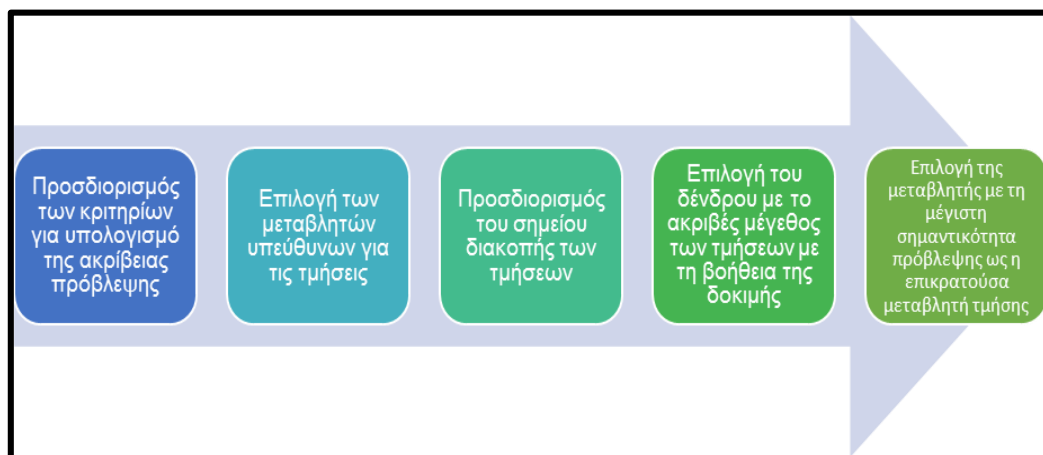 Προσδιορισμός
των κριτηρίων
για υπολογισμό
της ακρίβειας
πρόβλεψης
Επιλογή των
μεταβλητών
υπεύθυνων για
τις τμήσεις
Προσδιορισμός
του σημείου
διακοπής των
τμήσεων
Επιλογή του
δένδρου με το
ακριβές μέγεθος
των τμήσεων με
τη βοήθεια της
δοκιμής
Επιλογή της
μεταβλητής με τη
μέγιστη
σημαντικότητα
πρόβλεψης ως η
επικρατούσα
μεταβλητή τμήσης